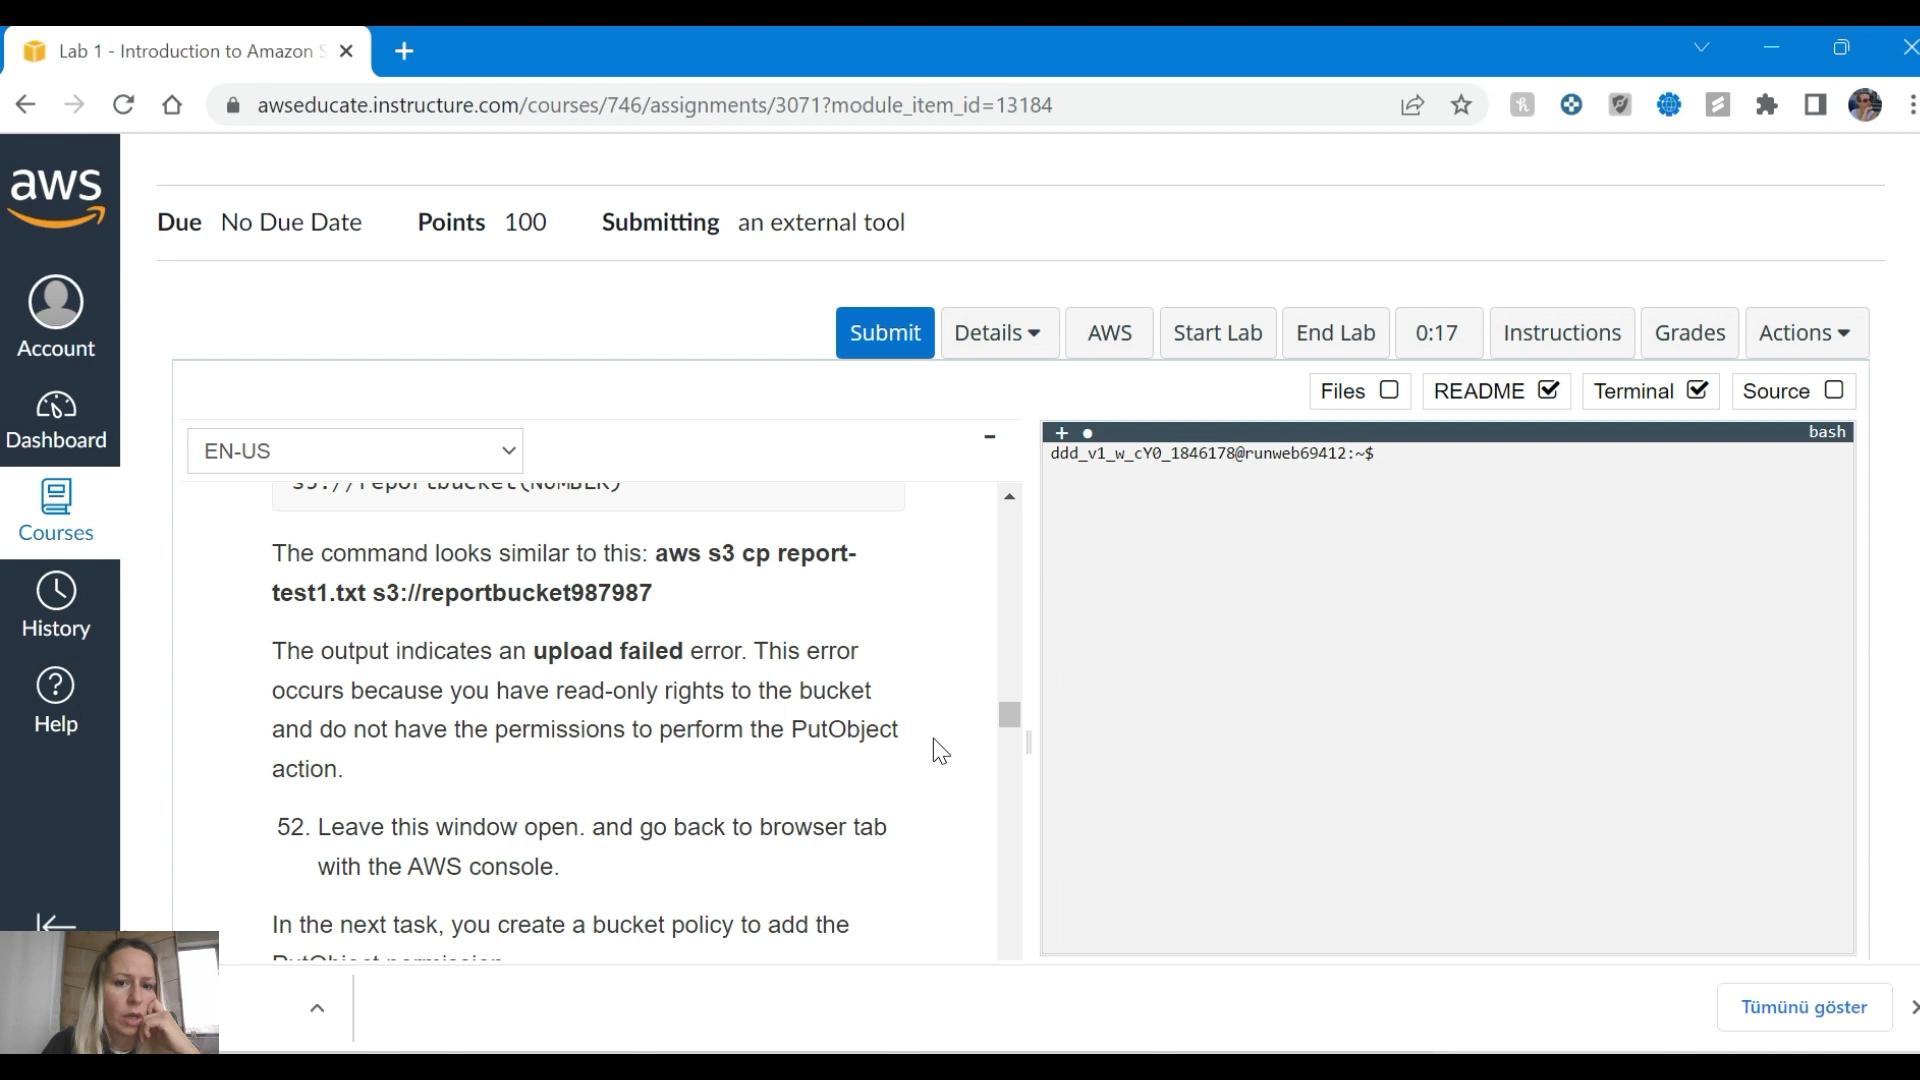 Lab 1 - Introduction to Amazon S
awseducate.instructure.com/courses/746/assignments/3071?module_item_id=13184
aws
Account
Dashboard
Courses
History
Help
Due No Due Date Points 100 Submitting an external tool
Submit Details AWS Start Lab End Lab 0:17 Instructions Grades Actions
Files README Terminal Source
EN-US
s3://reportbucket(NUMBER)
The command looks similar to this: aws s3 cp report-
test1.txt s3://reportbucket987987
The output indicates an upload failed error. This error
occurs because you have read-only rights to the bucket
and do not have the permissions to perform the PutObject
action.
52. Leave this window open. and go back to browser tab
with the AWS console.
In the next task, you create a bucket policy to add the
PutObject permission
bash
ddd_v1_w_cY0_1846178@runweb69412:~$
Tümünü göster